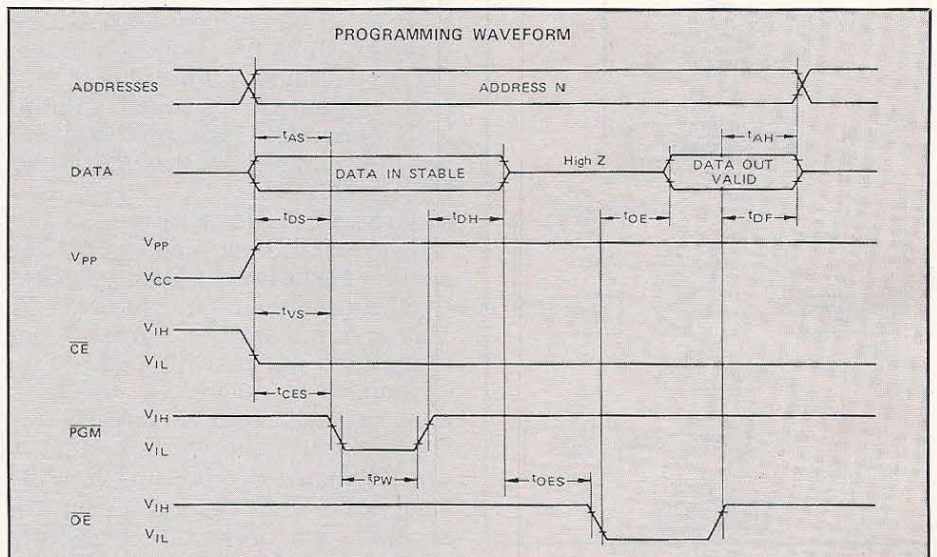 PROGRAMMING WAVEFORM
ADDRESSES
ADDRESS N
tAS
tAH
DATA
DATA IN STABLE
High Z
DATA OUT
VALID
tDS
tDH
tOE
tDF
VPP
VPP
VCC
tVS
CE
VIH
VIL
tCES
PGM
VIH
VIL
tPW
tOES
OE
VIH
VIL